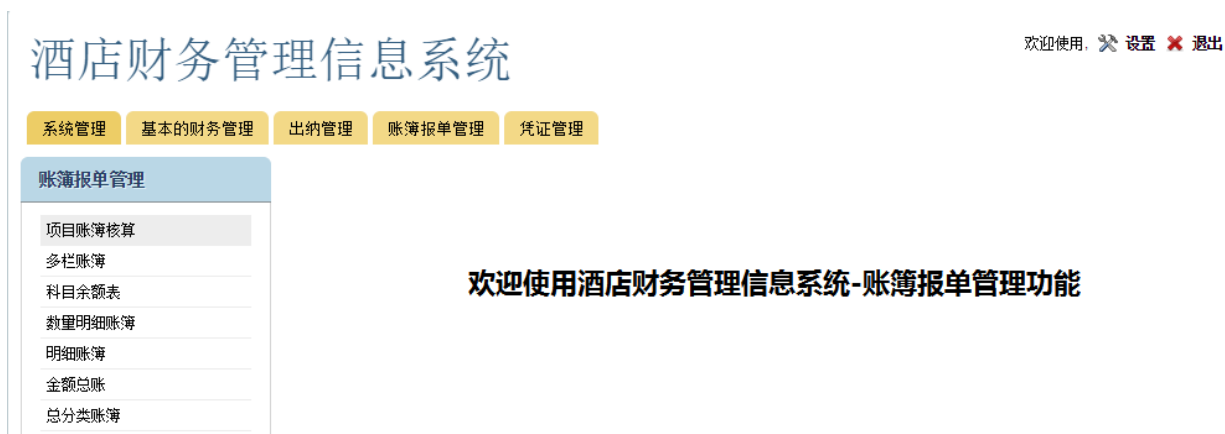 酒店财务管理信息系统
欢迎使用, 设置 退出
系统管理 基本的财务管理 出纳管理 账簿报单管理 凭证管理
账簿报单管理
项目账簿核算
多栏账簿
科目余额表
欢迎使用酒店财务管理信息系统-账簿报单管理功能
数量明细账簿
明细账簿
金额总账
总分类账簿